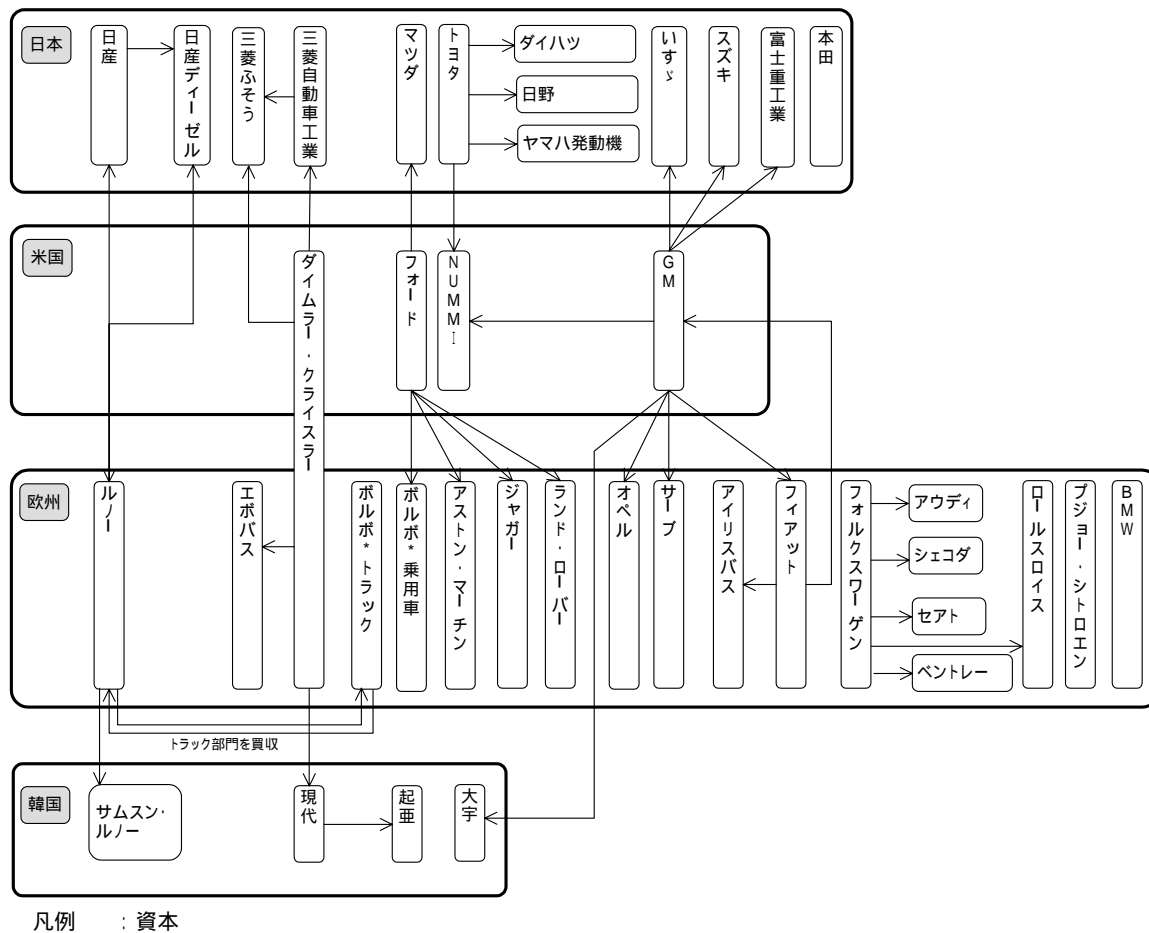 日本
日産
日産ディーゼル
三菱ふそう
三菱自動車工業
マツダ
トヨタ
ダイハツ
日野
ヤマハ発動機
いすゞ
スズキ
富士重工業
本田
米国
ダイムラー・クライスラー
フォード
NUMMI
GM
欧州
ルノー
エボバス
ボルボ*トラック
ボルボ*乗用車
アストン・マーチン
ジャガー
ランド・ローバー
オペル
サーブ
アイリスバス
フィアット
フォルクスワーゲン
アウディ
シェコダ
セアト
ベントレー
ロールスロイス
プジョー・シトロエン
BMW
トラック部門を買収
韓国
サムスン・
ルノー
現代
起亜
大宇
凡例 : 資本